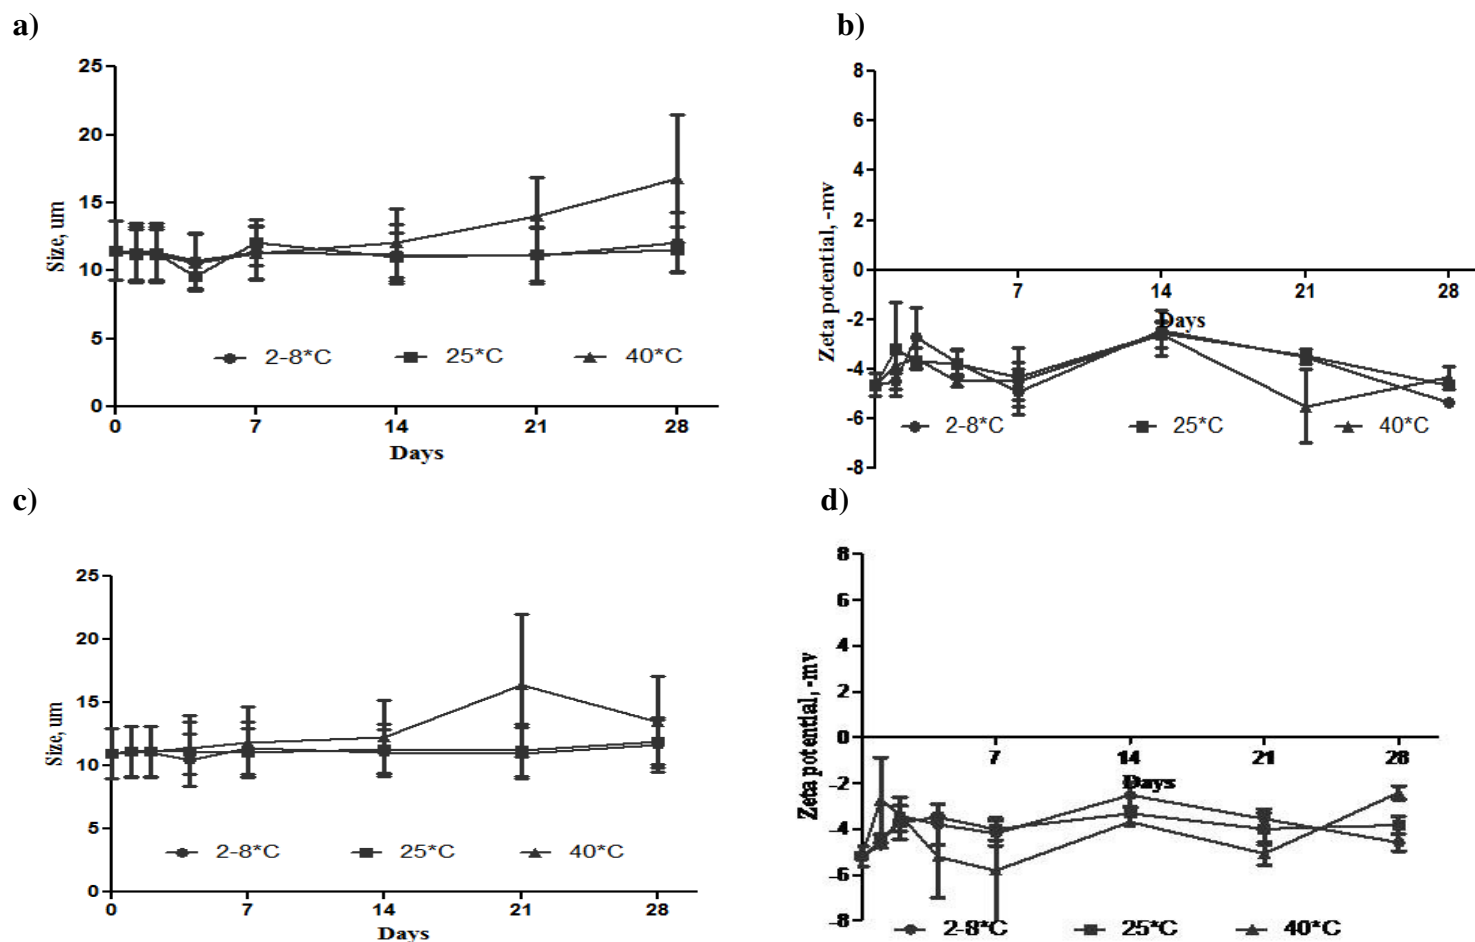 a)
25
20
15
10
5
0
Size, um
2-8*C 25*C 40*C
0 7 14 21 28
Days
b)
8
6
4
2
0
-2
-4
-6
-8
Zeta potential, -mv
7 14 21 28
Days
2-8*C 25*C 40*C
c)
25
20
15
10
5
0
Size, um
2-8*C 25*C 40*C
0 7 14 21 28
Days
d)
8
6
4
2
0
-2
-4
-6
-8
Zeta potential, -mv
7 14 21 28
Days
2-8*C 25*C 40*C